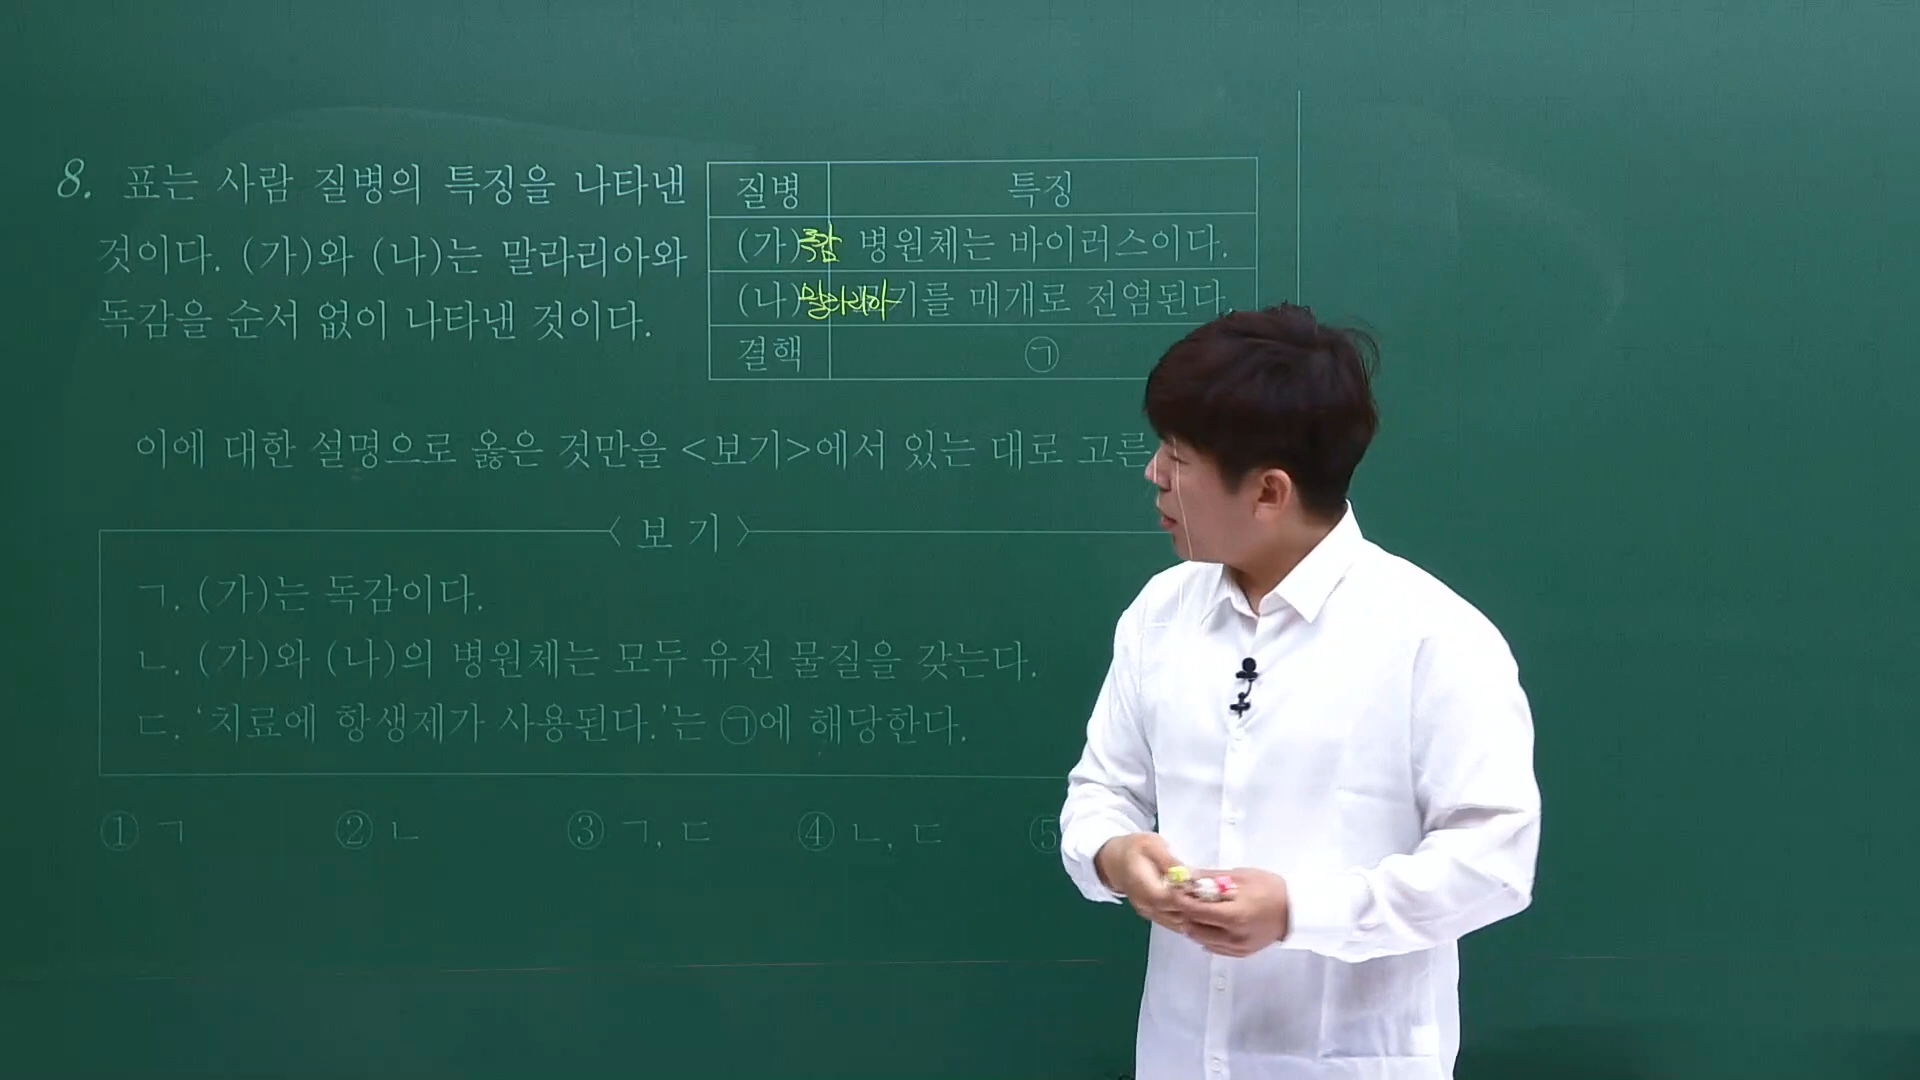 8. 표는 사람 질병의 특징을 나타낸
것이다. (가)와 (나)는 말라리아와
독감을 순서 없이 나타낸 것이다.
질병 특징
(가) 독감 병원체는 바이러스이다.
(나) 말라리아 기를 매개로 전염된다.
결핵 ㉠
이에 대한 설명으로 옳은 것만을 <보기>에서 있는 대로 고른
<보 기>
ㄱ. (가)는 독감이다.
ㄴ. (가)와 (나)의 병원체는 모두 유전 물질을 갖는다.
ㄷ. ‘치료에 항생제가 사용된다.’는 ㉠에 해당한다.
① ㄱ ② ㄴ ③ ㄱ, ㄷ ④ ㄴ, ㄷ ⑤